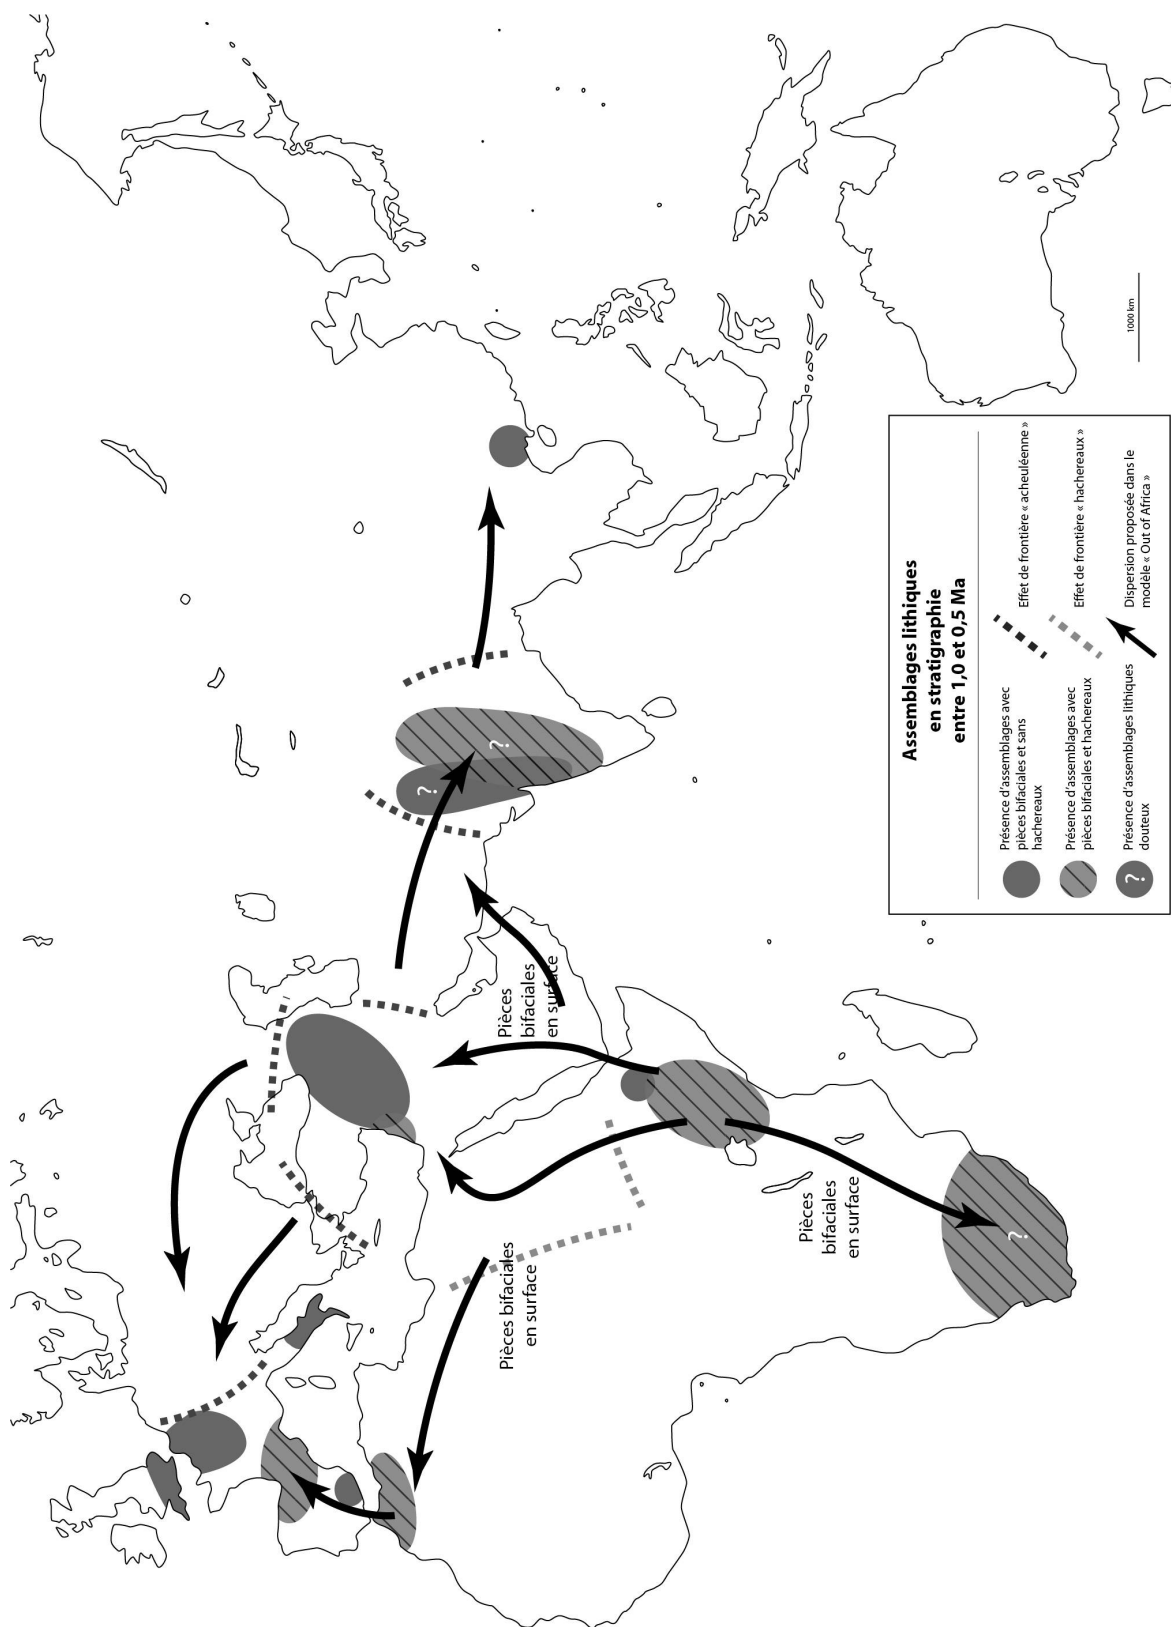 Pièces bifaciales
en surface
Pièces
bifaciales
en surface
Pièces
bifaciales
en surface
?
?
?
Assemblages lithiques
en stratigraphie
entre 1,0 et 0,5 Ma
Présence d'assemblages avec
pièces bifaciales et sans
hachereaux
Présence d'assemblages avec
pièces bifaciales et hachereaux
?
Présence d'assemblages lithiques
douteux
Effet de frontière « acheuléenne »
Effet de frontière « hachereaux »
Dispersion proposée dans le
modèle « Out of Africa »
1000 km